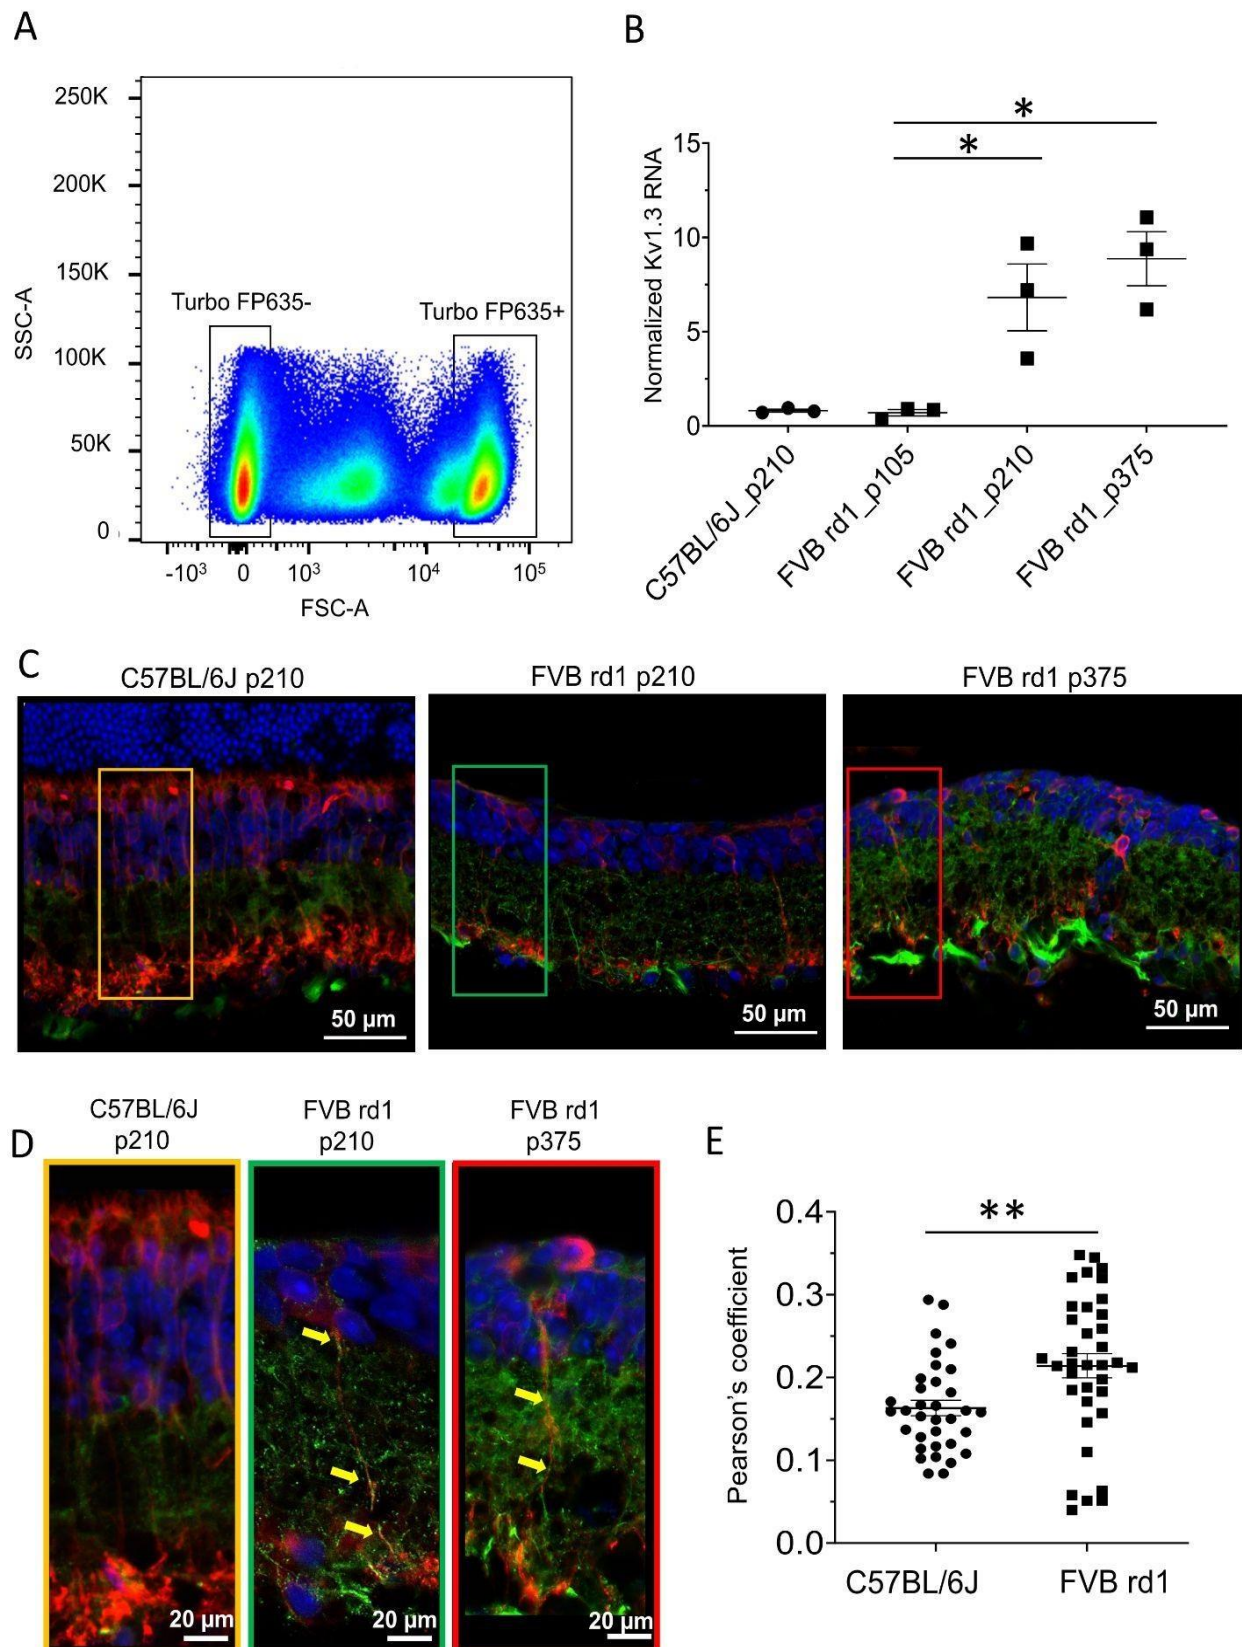 A
250K
200K
150K
100K
50K
0
SSC-A
Turbo FP635-
Turbo FP635+
-10³ 0 10³ 10⁴ 10⁵
FSC-A
B
*
*
15
10
5
0
Normalized Kv1.3 RNA
C57BL/6J_p210
FVB rd1_p105
FVB rd1_p210
FVB rd1_p375
C
C57BL/6J p210
FVB rd1 p210
FVB rd1 p375
50 µm
50 µm
50 µm
D
C57BL/6J
p210
FVB rd1
p210
FVB rd1
p375
20 µm
20 µm
20 µm
E
**
0.4
0.3
0.2
0.1
0.0
Pearson's coefficient
C57BL/6J
FVB rd1